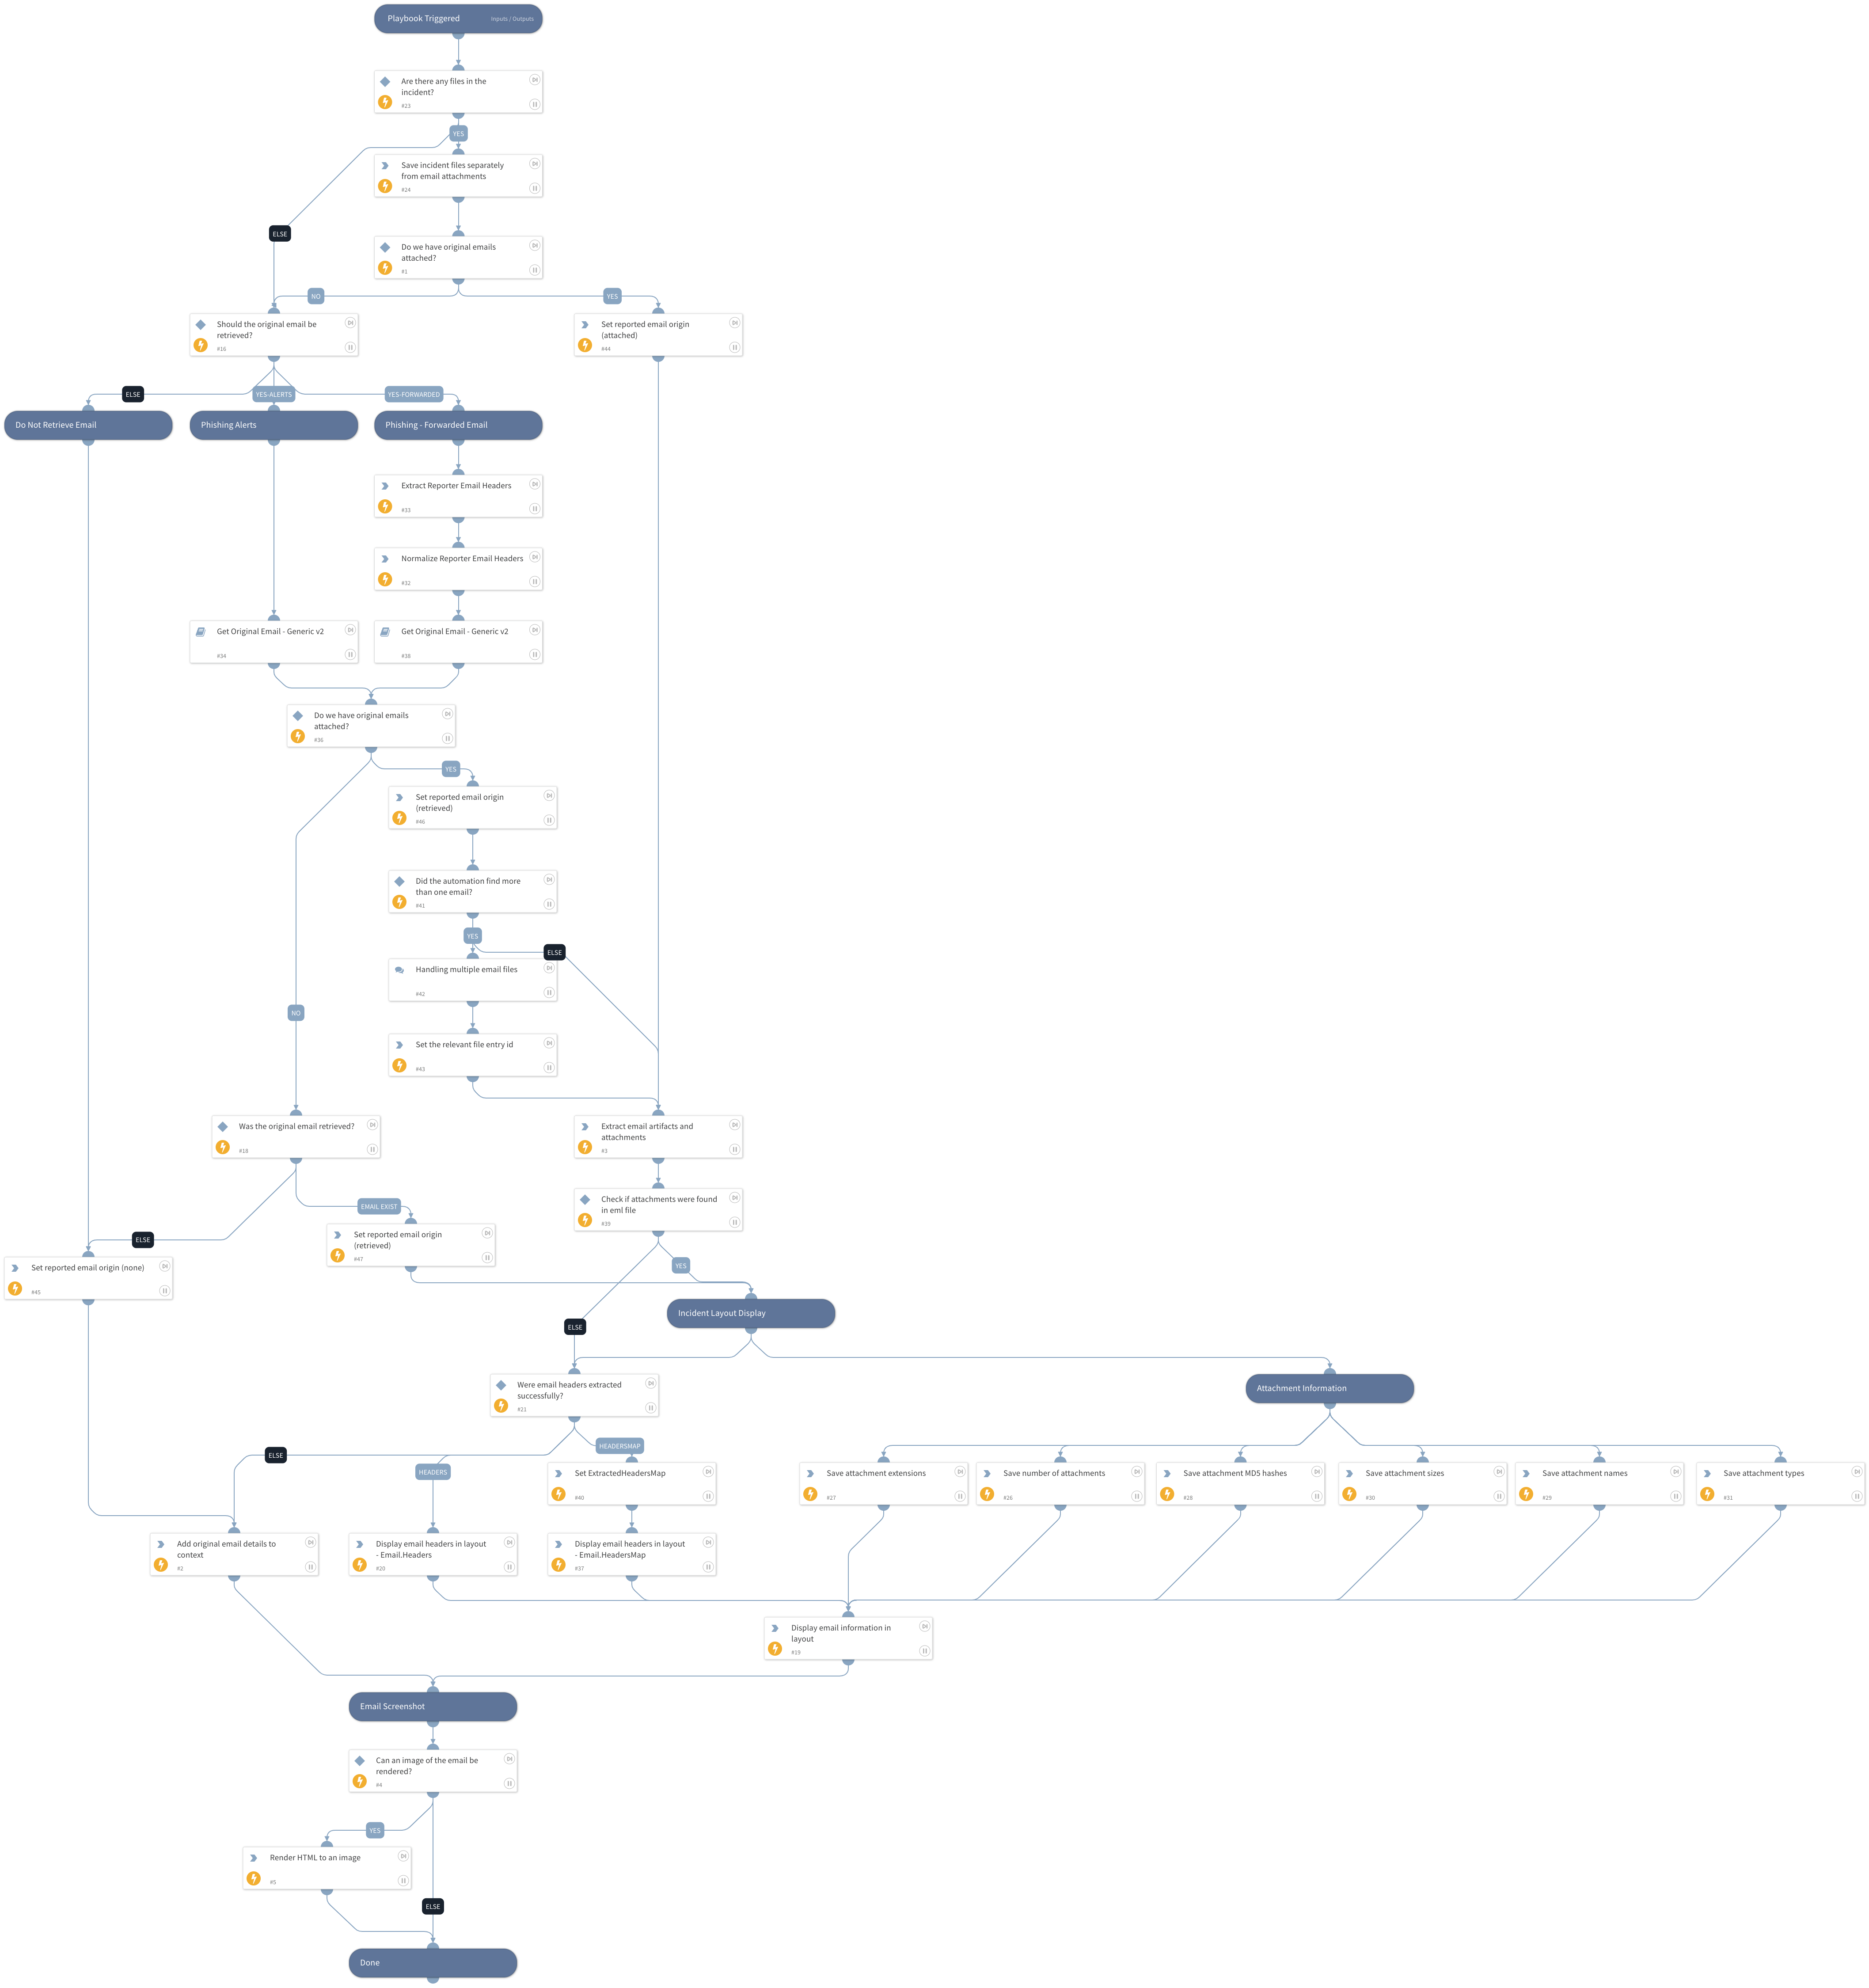 Playbook Triggered
Inputs / Outputs
Are there any files in the
incident?
#23
YES
Save incident files separately
from email attachments
#24
ELSE
Do we have original emails
attached?
#1
NO
YES
Should the original email be
retrieved?
#16
Set reported email origin
(attached)
#44
ELSE
YES-ALERTS
YES-FORWARDED
Do Not Retrieve Email
Phishing Alerts
Phishing - Forwarded Email
Extract Reporter Email Headers
#33
Normalize Reporter Email Headers
#32
Get Original Email - Generic v2
#34
Get Original Email - Generic v2
#38
Do we have original emails
attached?
#36
YES
Set reported email origin
(retrieved)
#46
Did the automation find more
than one email?
#41
YES
ELSE
Handling multiple email files
#42
NO
Set the relevant file entry id
#43
Was the original email retrieved?
#18
Extract email artifacts and
attachments
#3
Check if attachments were found
in eml file
#39
EMAIL EXIST
Set reported email origin
(retrieved)
#47
ELSE
YES
Set reported email origin (none)
#45
Incident Layout Display
ELSE
Were email headers extracted
successfully?
#21
Attachment Information
HEADERSMAP
ELSE
HEADERS
Set ExtractedHeadersMap
#40
Save attachment extensions
#27
Save number of attachments
#26
Save attachment MD5 hashes
#28
Save attachment sizes
#30
Save attachment names
#29
Save attachment types
#31
Add original email details to
context
#2
Display email headers in layout
- Email.Headers
#20
Display email headers in layout
- Email.HeadersMap
#37
Display email information in
layout
#19
Email Screenshot
Can an image of the email be
rendered?
#4
YES
Render HTML to an image
#5
ELSE
Done